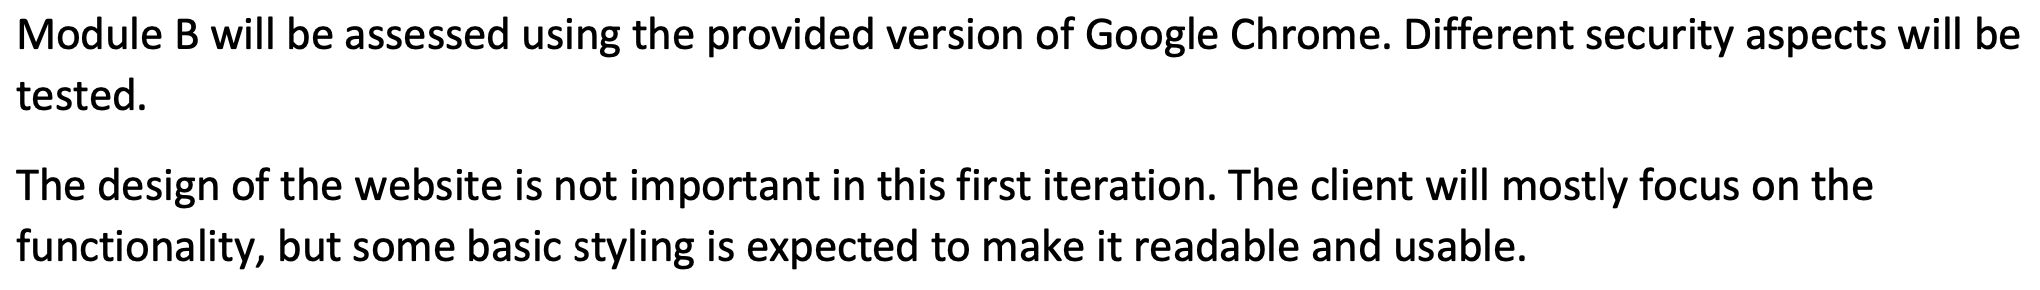 Module B will be assessed using the provided version of Google Chrome. Different security aspects will be
tested.
The design of the website is not important in this first iteration. The client will mostly focus on the
functionality, but some basic styling is expected to make it readable and usable.